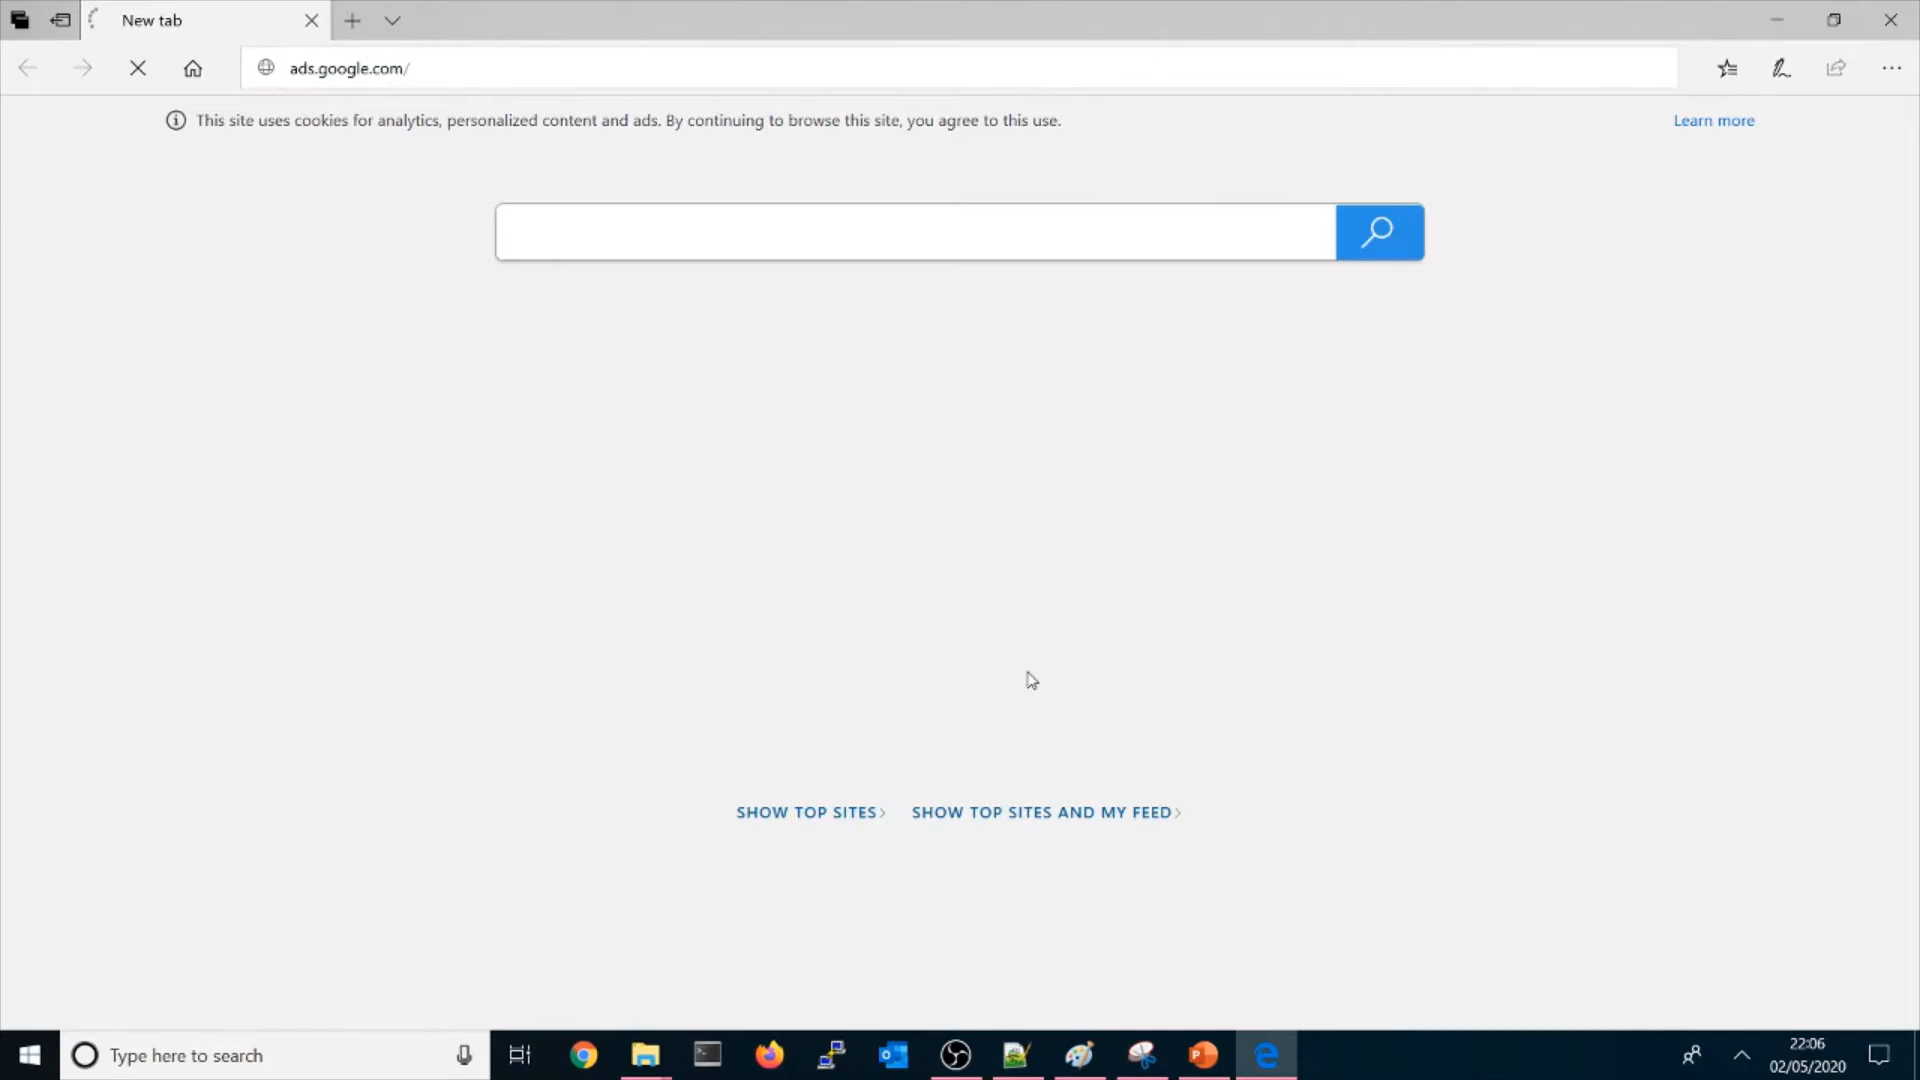 New tab
ads.google.com/
This site uses cookies for analytics, personalized content and ads. By continuing to browse this site, you agree to this use.
Learn more
SHOW TOP SITES
SHOW TOP SITES AND MY FEED
Type here to search
22:06
02/05/2020